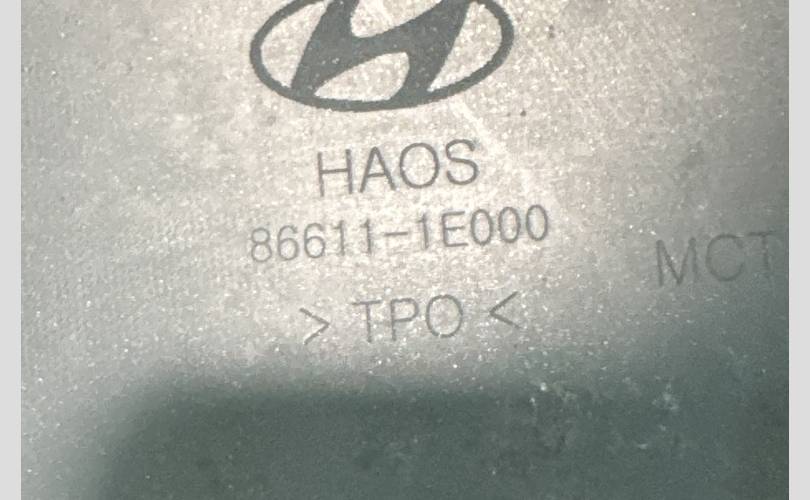 HAOS
86611-1E000
MCT
> TPO <